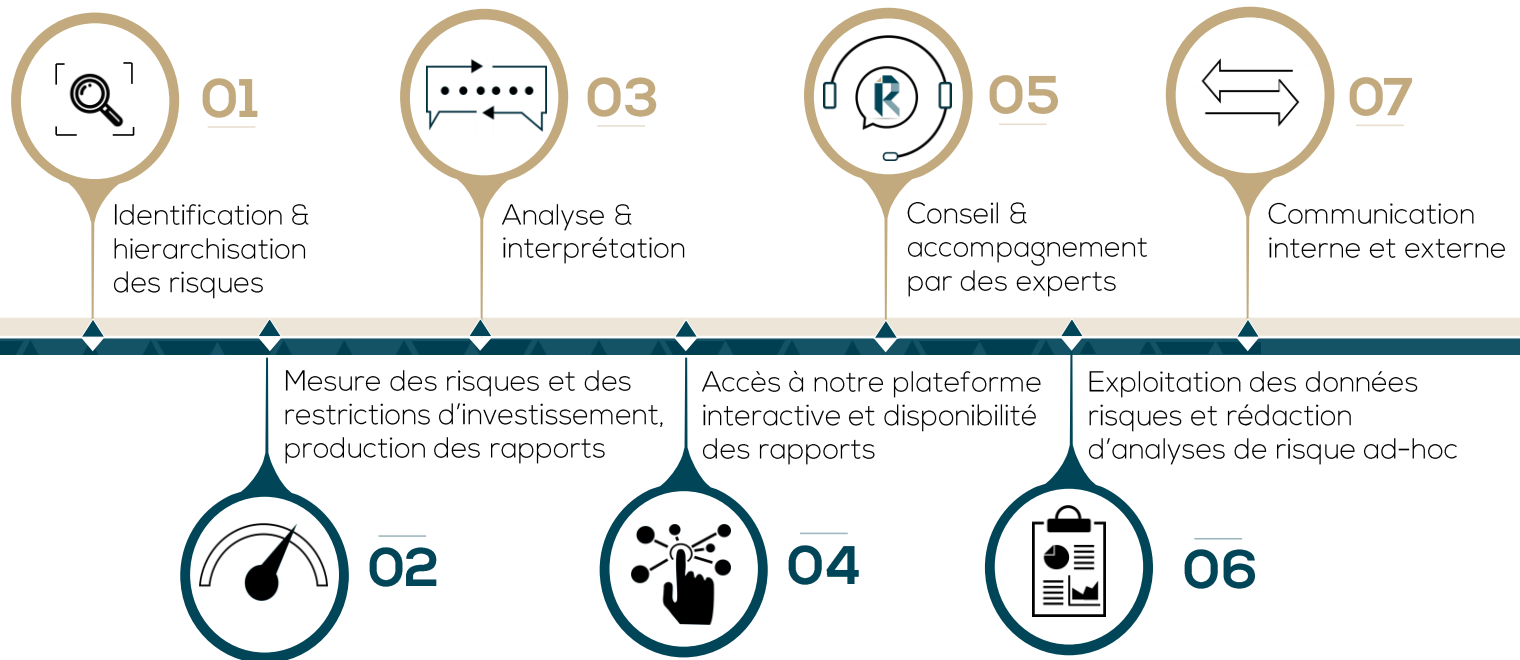 01
Identification &
hierarchisation
des risques
02
Mesure des risques et des
restrictions d'investissement,
production des rapports
03
Analyse &
interprétation
04
Accès à notre plateforme
interactive et disponibilité
des rapports
05
Conseil &
accompagnement
par des experts
06
Exploitation des données
risques et rédaction
d'analyses de risque ad-hoc
07
Communication
interne et externe